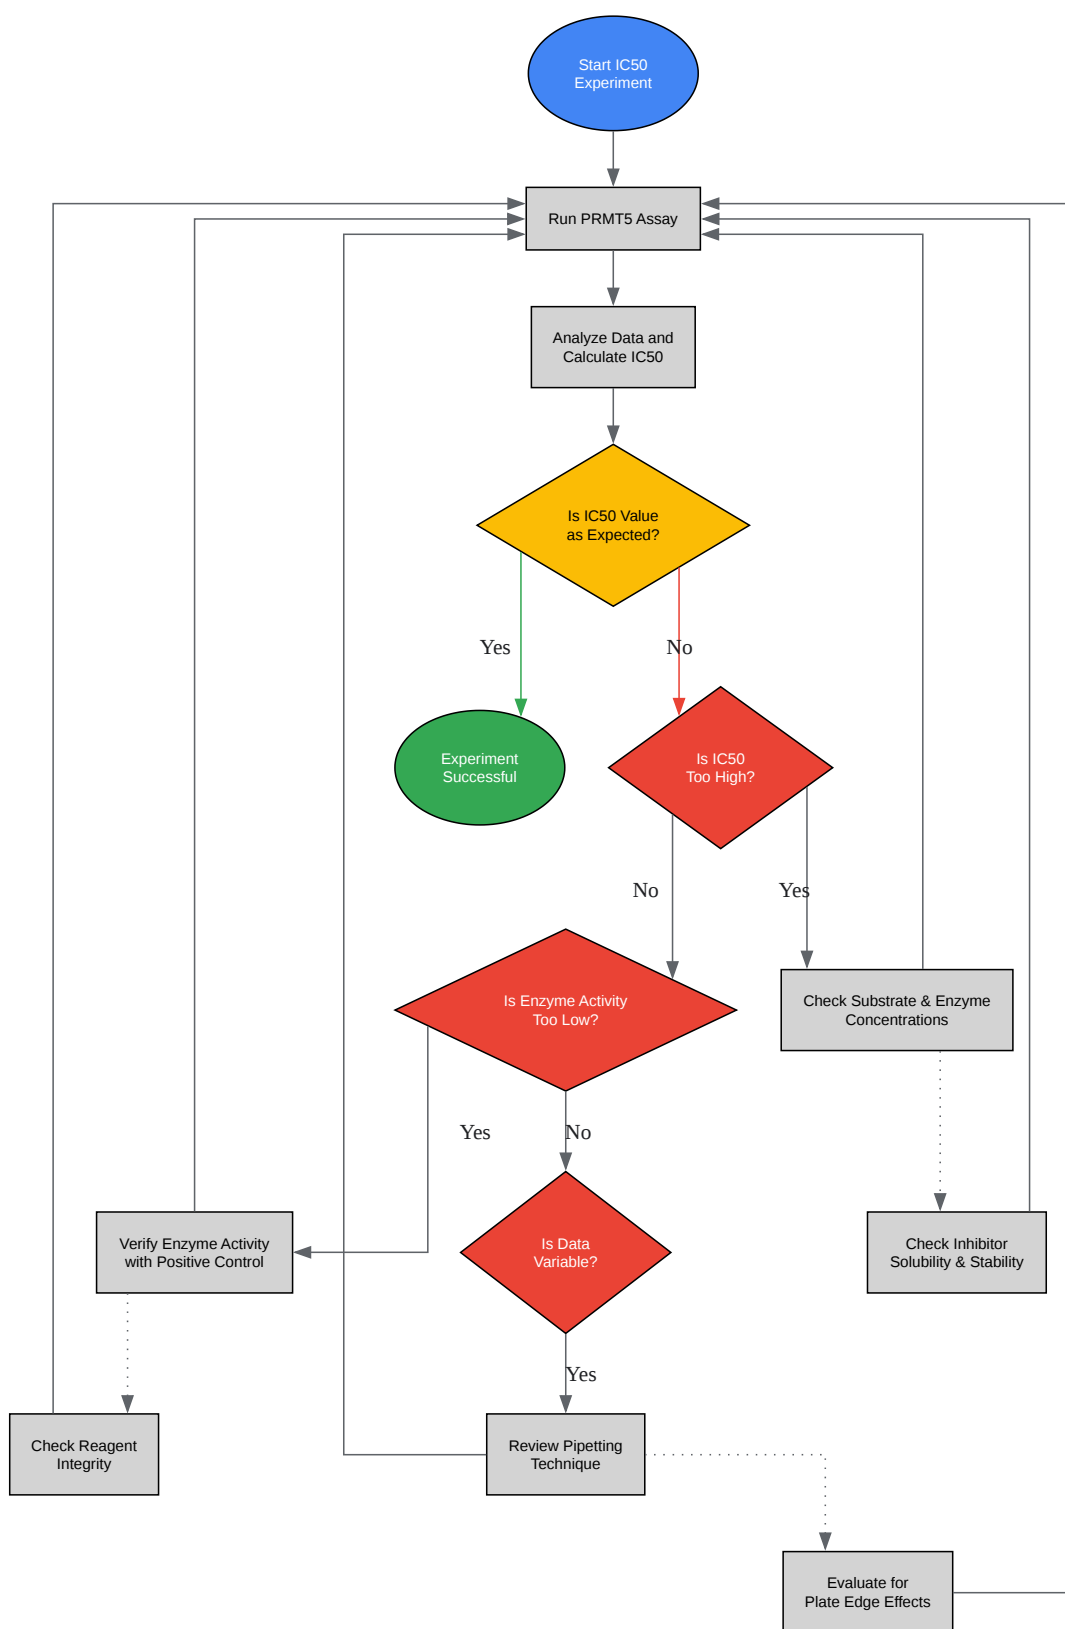 Start IC50
Experiment
Run PRMT5 Assay
Analyze Data and
Calculate IC50
Is IC50 Value
as Expected?
Yes
No
Experiment
Successful
Is IC50
Too High?
No
Yes
Is Enzyme Activity
Too Low?
Check Substrate & Enzyme
Concentrations
Yes
No
Verify Enzyme Activity
with Positive Control
Is Data
Variable?
Check Inhibitor
Solubility & Stability
Yes
Check Reagent
Integrity
Review Pipetting
Technique
Evaluate for
Plate Edge Effects